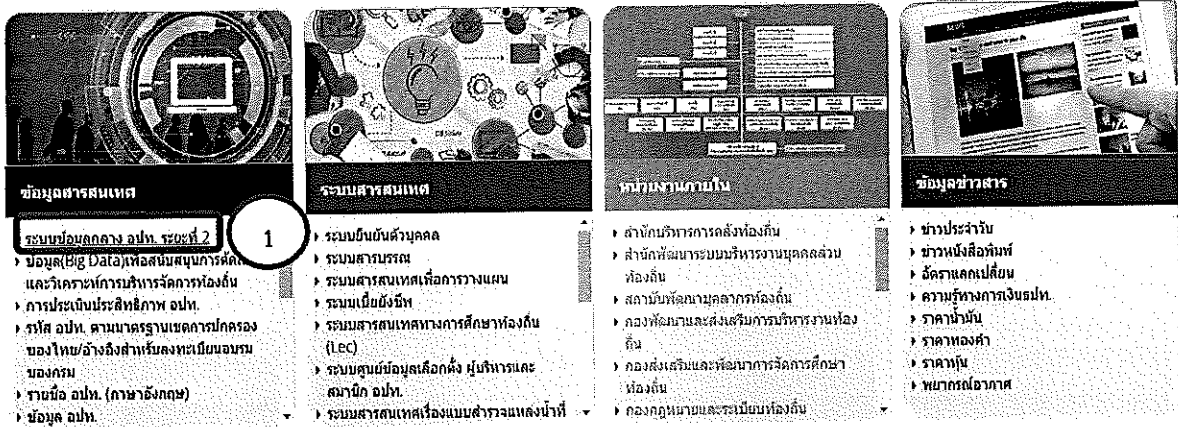 ข้อมูลสารสนเทศ
ระบบข้อมูลกลาง อปท. ระยะที่ 2
1
ข้อมูล(Big Data)เพื่อสนับสนุนการตัดสิ
และวิเคราะห์การบริหารจัดการท้องถิ่น
การประเมินประสิทธิภาพ อปท.
รหัส อปท. ตามมาตรฐานเขตการปกครอง
ของไทย/อ้างอิงสำหรับลงทะเบียนอบรม
ของกรม
รายชื่อ อปท. (ภาษาอังกฤษ)
ข้อมูล อปท.
ระบบสารสนเทศ
ระบบยืนยันตัวบุคคล
ระบบสารบรรณ
ระบบสารสนเทศเพื่อการวางแผน
ระบบเบี้ยยังชีพ
ระบบสารสนเทศทางการศึกษาท้องถิ่น
(Lec)
ระบบศูนย์ข้อมูลเลือกตั้ง ผู้บริหารและ
สมาชิก อปท.
ระบบสารสนเทศเรื่องแบบสำรวจแหล่งน้ำที่
หน่วยงานภายใน
สำนักบริหารการคลังท้องถิ่น
สำนักพัฒนาระบบบริหารงานบุคคลส่วน
ท้องถิ่น
สถาบันพัฒนาบุคลากรท้องถิ่น
กองพัฒนาและส่งเสริมการบริหารงานท้อง
ถิ่น
กองส่งเสริมและพัฒนาการจัดการศึกษา
ท้องถิ่น
กองกฎหมายและระเบียบท้องถิ่น
ข้อมูลข่าวสาร
ข่าวประจำวัน
ข่าวหนังสือพิมพ์
อัตราแลกเปลี่ยน
ความรู้ทางการเงินธปท.
ราคาน้ำมัน
ราคาทองคำ
ราคาหุ้น
พยากรณ์อากาศ